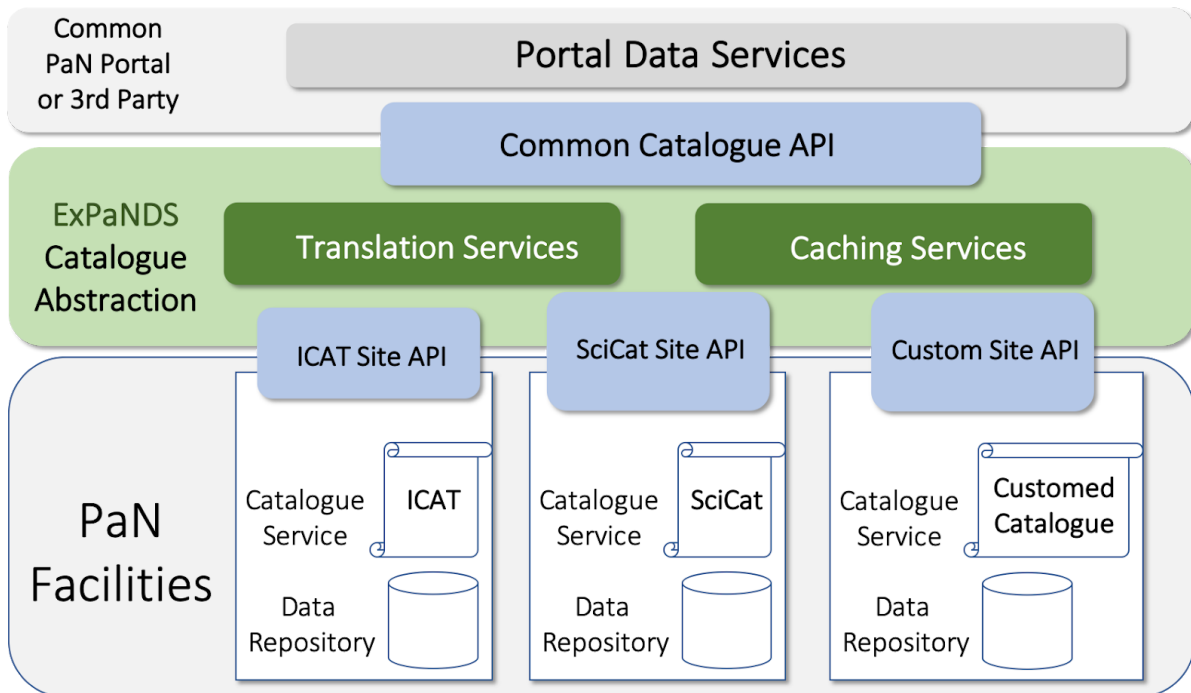 Common
PaN Portal
or 3rd Party
Portal Data Services
Common Catalogue API
ExPaNDS
Catalogue
Abstraction
Translation Services
Caching Services
ICAT Site API
SciCat Site API
Custom Site API
PaN
Facilities
Catalogue
Service
ICAT
Data
Repository
Catalogue
Service
SciCat
Data
Repository
Catalogue
Service
Customed
Catalogue
Data
Repository